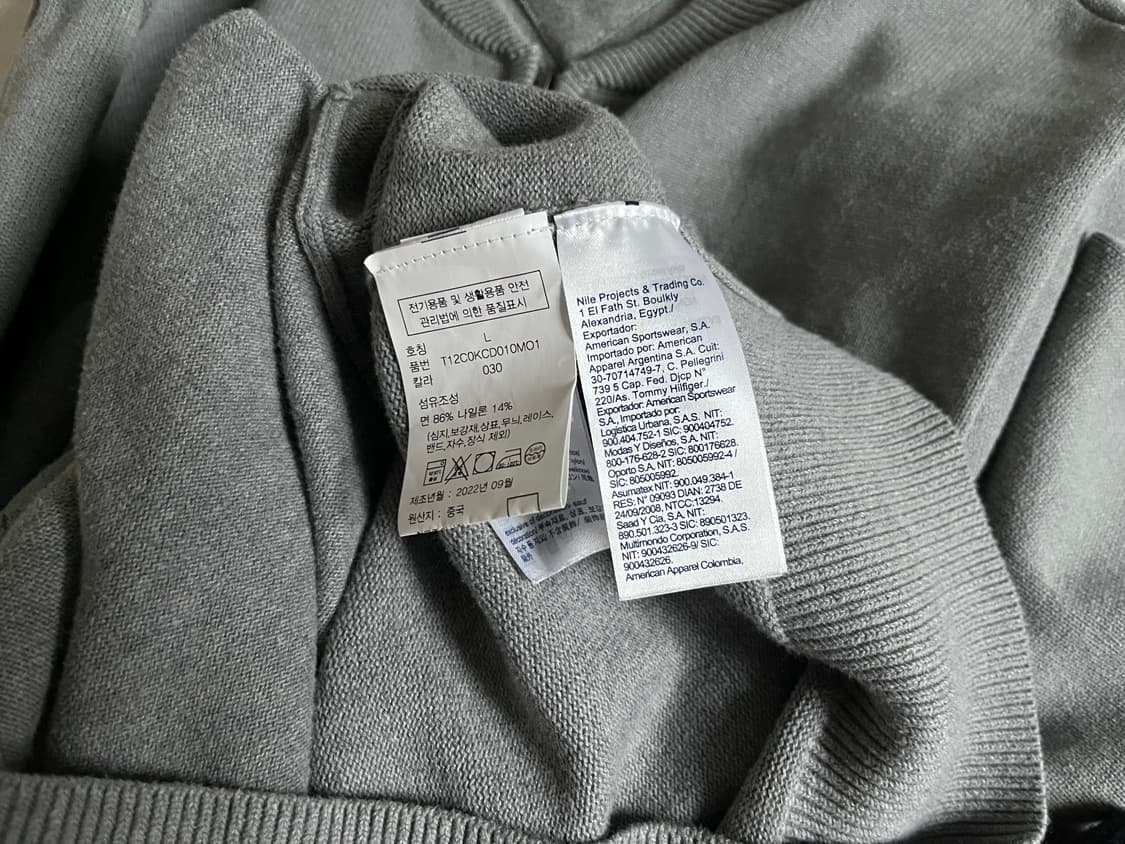 전기용품 및 생활용품 안전
관리법에 의한 품질표시
호칭 L
품번 T12C0KCD010MO1
칼라 030
섬유조성
면 86% 나일론 14%
(심지,보강재,상표,무늬,레이스,
밴드,자수,장식 제외)
제조년월 : 2022년 09월
원산지 : 중국
Nile Projects & Trading Co.
1 El Fath St. Boulkly
Alexandria, Egypt./
Exportador:
American Sportswear, S.A.
Importado por: American
Apparel Argentina S.A. Cuit:
30-70714749-7, C. Pellegrini
739 5 Cap. Fed. Djcp N°
220/As. Tommy Hilfiger./
Exportador: American Sportswear
S.A., Importado por:
Logistica Urbana, S.A.S. NIT:
900.404.752-1 SIC: 900404752.
Modas Y Diseños, S.A. NIT:
800-176-628-2 SIC: 800176628.
Oporto S.A. NIT: 805005992-4 /
SIC: 805005992.
Asumatex NIT: 900.049.384-1
RES: N° 09093 DIAN: 2738 DE
24/09/2008, NTCC:13294.
Saad Y Cia, S.A. NIT:
890.501.323-3 SIC: 890501323.
Multimondo Corporation, S.A.S.
NIT: 900432626-9/ SIC:
900432626.
American Apparel Colombia,
exclusive of